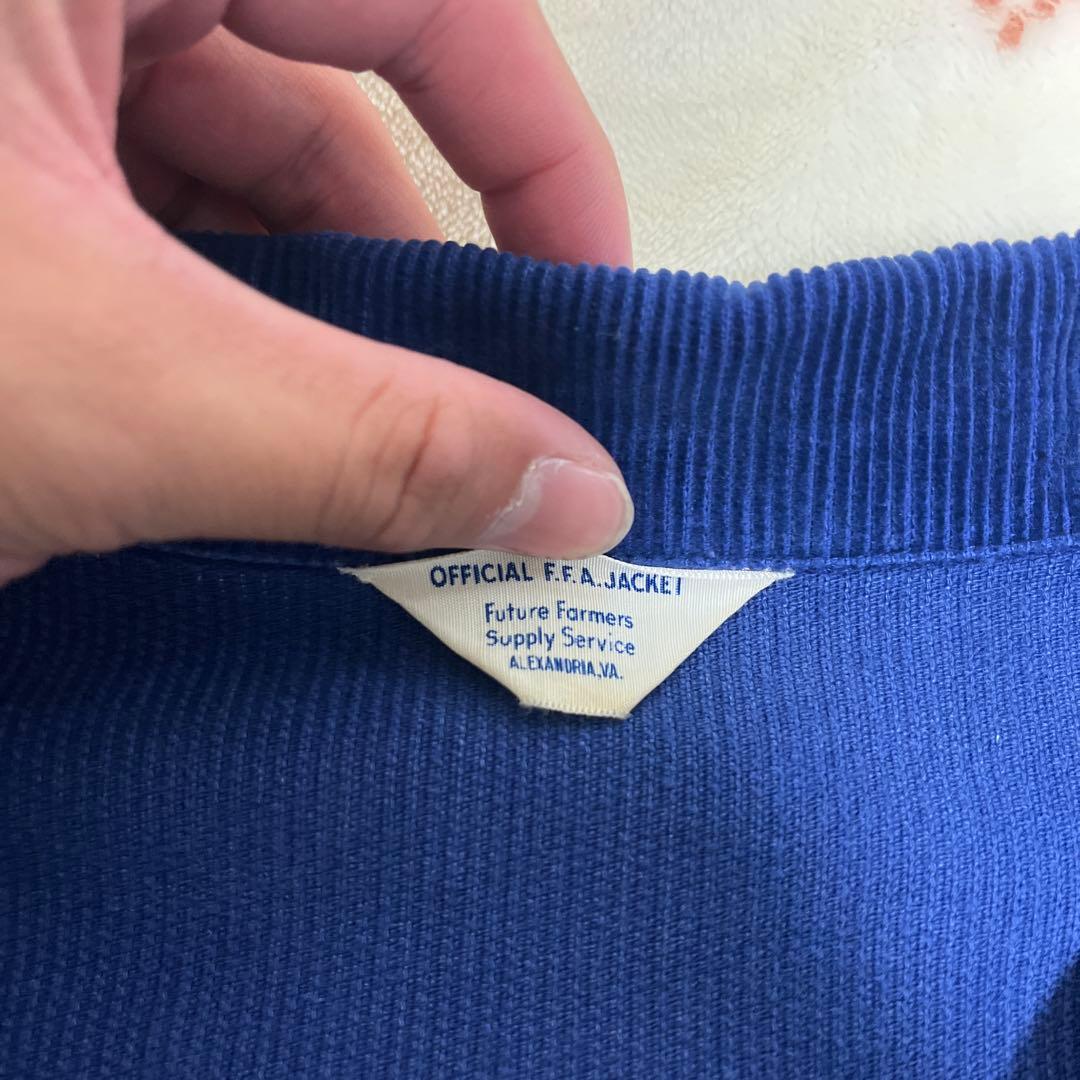 OFFICIAL F.F.A. JACKET
Future Farmers
Supply Service
ALEXANDRIA, VA.